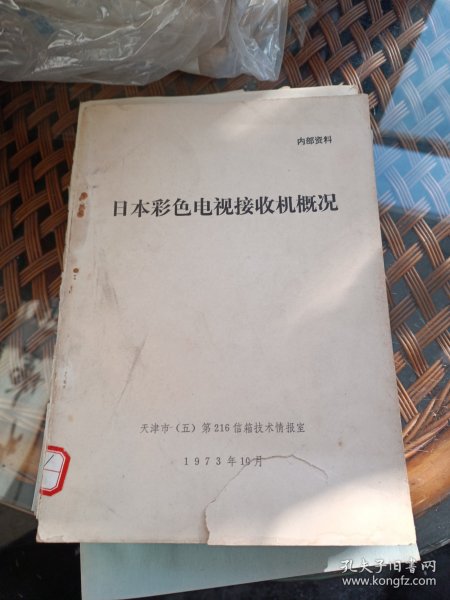 内部资料
日本彩色电视接收机概况
天津市(五)第216信箱技术情报室
1973年10月
孔夫子旧书网
www.kongfz.com